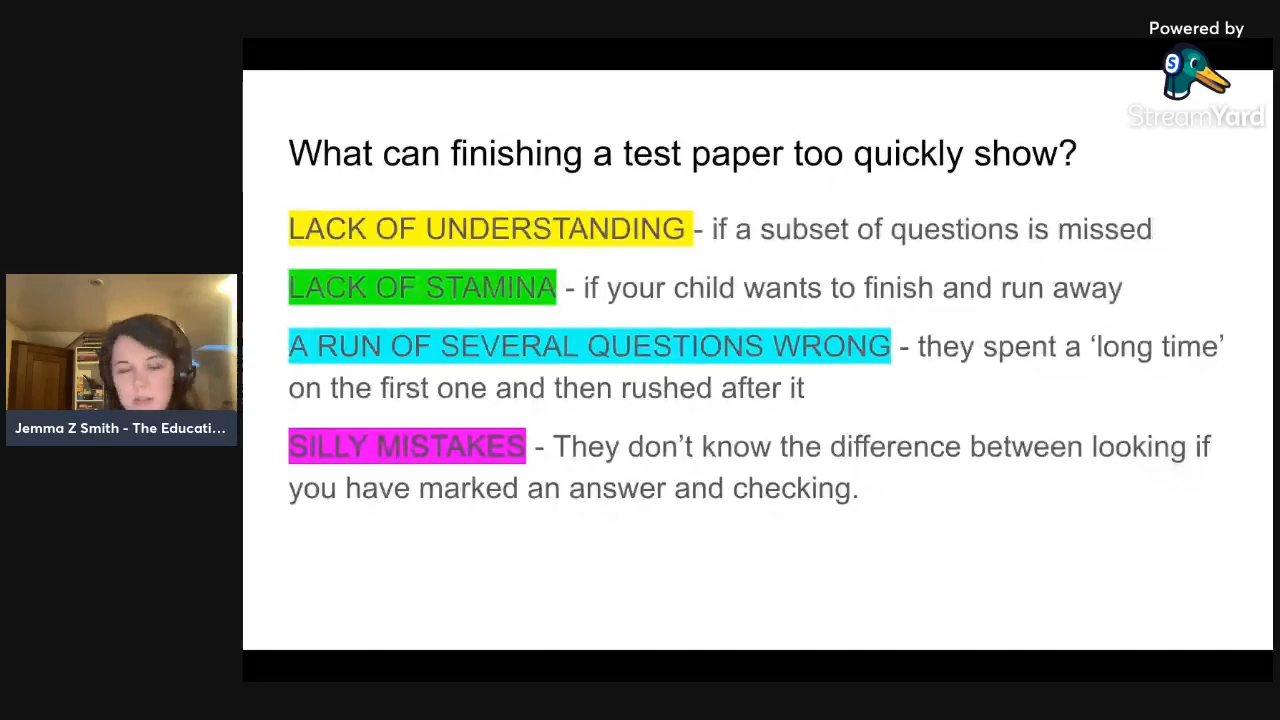 Powered by
S
StreamYard
What can finishing a test paper too quickly show?
LACK OF UNDERSTANDING - if a subset of questions is missed
LACK OF STAMINA - if your child wants to finish and run away
A RUN OF SEVERAL QUESTIONS WRONG - they spent a ‘long time’
on the first one and then rushed after it
SILLY MISTAKES - They don’t know the difference between looking if
you have marked an answer and checking.
Jemma Z Smith - The Educati...